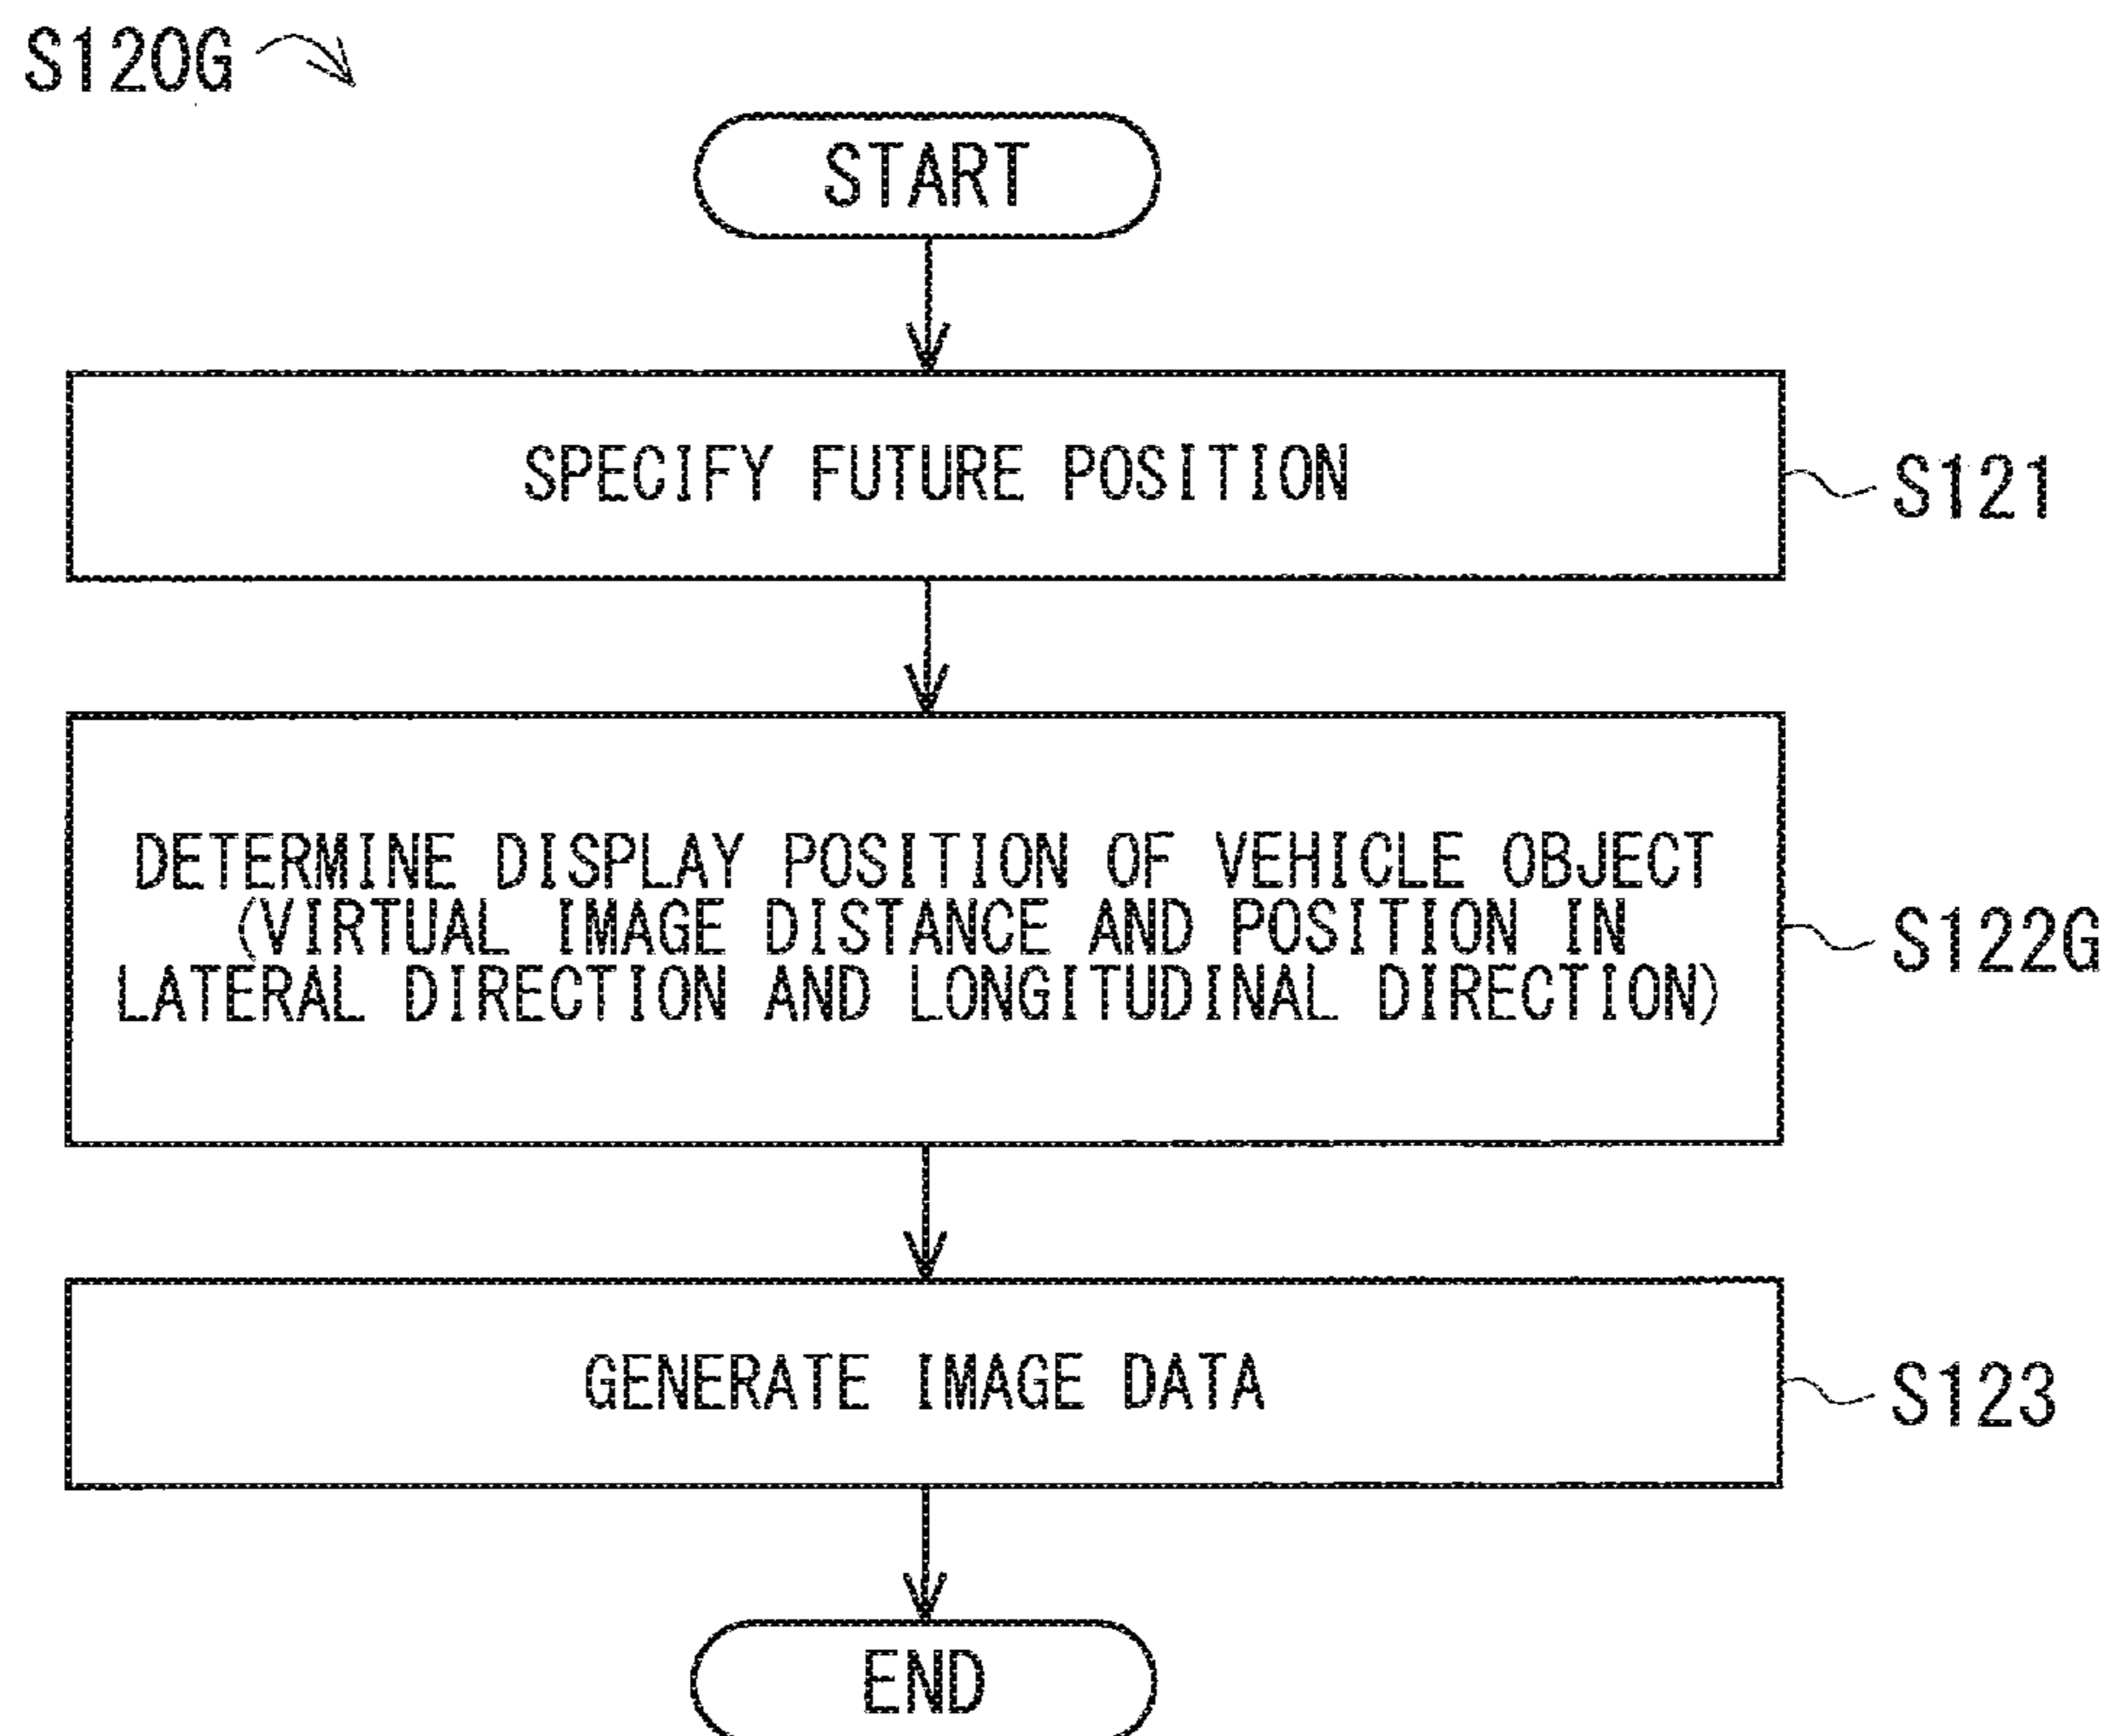 S120G
START
SPECIFY FUTURE POSITION
S121
DETERMINE DISPLAY POSITION OF VEHICLE OBJECT
(VIRTUAL IMAGE DISTANCE AND POSITION IN
LATERAL DIRECTION AND LONGITUDINAL DIRECTION)
S122G
GENERATE IMAGE DATA
S123
END